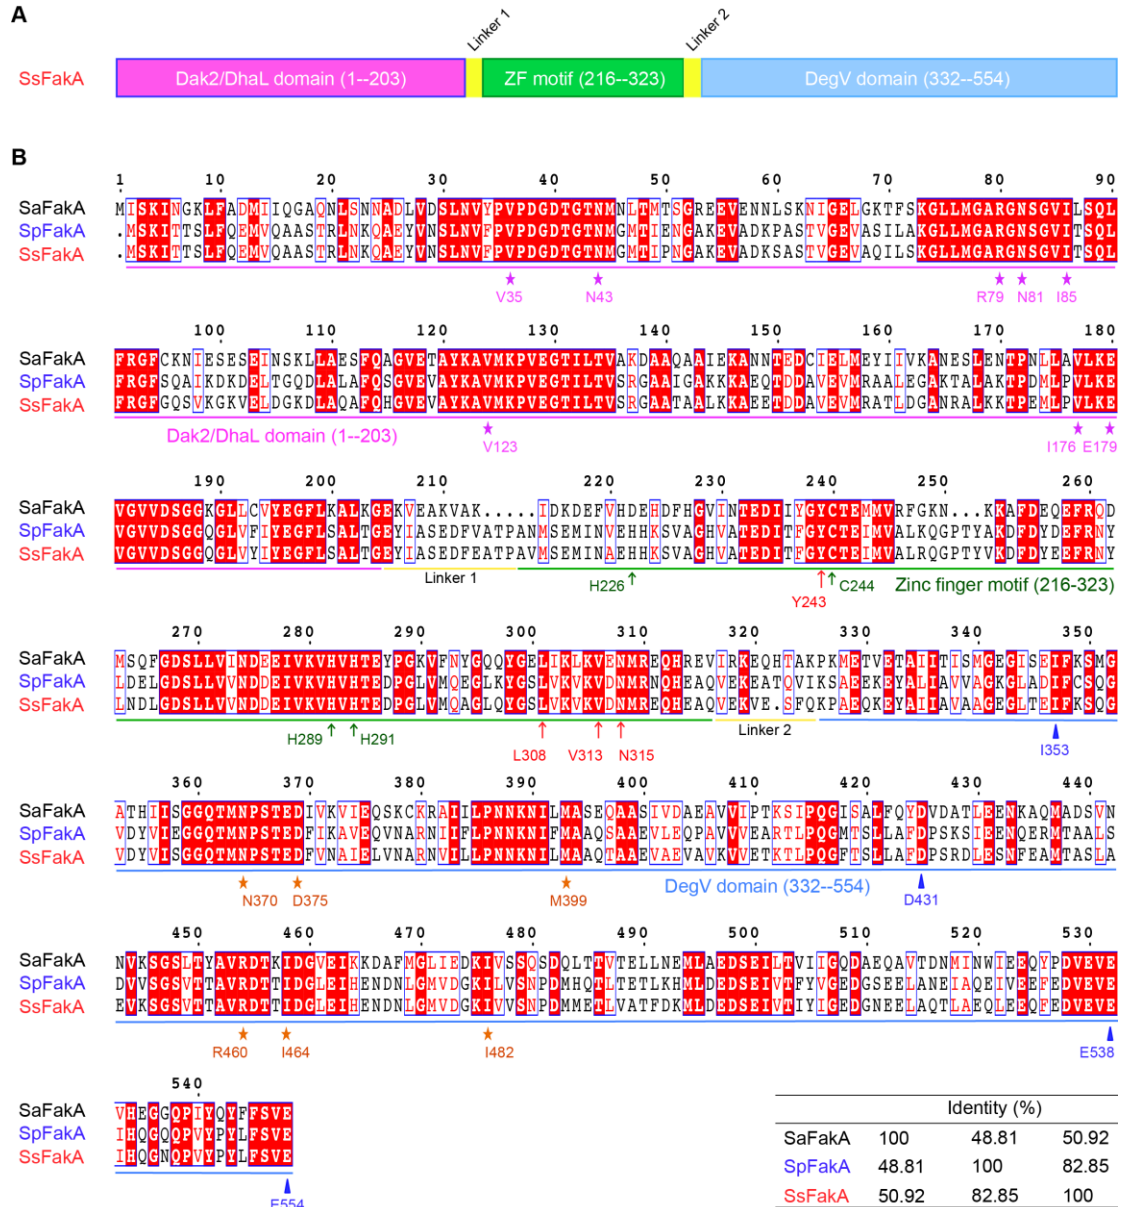 A
Linker 1
Linker 2
SsFakA
Dak2/DhaL domain (1--203)
ZF motif (216--323)
DegV domain (332--554)
B
1 10 20 30 40 50 60 70 80 90
SaFakA MISKINGKLFADMIIQGAQNLSNNADLVDSLNVYPVPDGDTGTNMNLTMTSGREEVENNLSKNIGELGKTFSKGLLMGARGNSGVILSQL
SpFakA .MSKITTSLFQEMVQAASTRLNKQAEYVNSLNVFPVPDGDTGTNMGMTIENGAKEVADKPASTVGEVASILAKGLLMGARGNSGVITSQL
SsFakA .MSKITTSLFQEMVQAASTRLNKQAEYVNSLNVFPVPDGDTGTNMGMTIPNGAKEVADKSASTVGEVAQILSKGLLMGARGNSGVITSQL
V35 N43 R79 N81 I85
100 110 120 130 140 150 160 170 180
SaFakA FRGFCKNIESESEINSKLLAESFQAGVETAYKAVMKPVEGTILTVAKDAAQAAIEKANNTEDCIELMEYIIVKANESLENTPNLLAVLKE
SpFakA FRGFSQAIKDKDELTGQDLALAFQSGVEVAYKAVMKPVEGTILTVSRGAAIGAKKKAEQTDDAVEVMRAALEGAKTALAKTPDMLPVLKE
SsFakA FRGFGQSVKGKVELDGKDLAQAFQHGVEVAYKAVMKPVEGTILTVSRGAATAALKKAEETDDAVEVMRATLDGANRALKKTPEMLPVLKE
Dak2/DhaL domain (1--203)
V123 I176 E179
190 200 210 220 230 240 250 260
SaFakA VGVVDSGGKGLLCVYEGFLKALKGEKVEAKVAK.....IDKDEFVHDEHDFHGVINTEDIIYGYCTEMMVRFGKN...KKAFDEQEFRQD
SpFakA VGVVDSGGQGLVFIYEGFLSALTGEYIASEDFVATPANMSEMINAEHHKSVAGHVATEDITFGYCTEIMVALKQGPTYAKDFDYDEFRNY
SsFakA VGVVDSGGQGLVYIYEGFLSALTGEYIASEDFEATPAVMSEMINVEHHKSVAGHVATEDITFGYCTEIMVALRQGPTYVKDFDYEEFRNY
Linker 1
H226 Y243 C244
Zinc finger motif (216-323)
270 280 290 300 310 320 330 340 350
SaFakA MSQFGDSLLVINDEEIVKVHVHTEYPGKVFNYGQQYGELIKLKVENMREQHREVIRKEQHTAKPKMETVETAIITISMGEGISEIFKSMG
SpFakA LDELGDSLLVVNDDEIVKVHVHTEDPGLVMQEGLKYGSLVKVKVDNMRNQHEAQVEKEATQVIKSAEEKEYALIAVVAGKGLADIFCSQG
SsFakA LNDLGDSLLVVNDDEIVKVHVHTEDPGLVMQAGLQYGSLVKVKVDNMREQHEAQVEKVE.SFQKPAEQKEYAIIAVAAGEGLTEIFKSQG
Linker 2
H289 H291 L308 V313 N315 I353
360 370 380 390 400 410 420 430 440
SaFakA ATHIISGGQTMNPSTEDIVKVIEQSKCKRAIILPNNKNILMASEQAASIVDAEAVVIPTKSIPQGISALFQYDVDATLEENKAQMADSVN
SpFakA VDYVIEGGQTMNPSTEDFIKAVEQVNARNIIFLPNNKNIFMAAQSAAEVLEQPAVVVEARTLPQGMTSLLAFDPSKSIEENQERMTAALS
SsFakA VDYVISGGQTMNPSTEDFVNAIELVNARNVILLPNNKNILMAAQTAAEVAEVAVKVVETKTLPQGFTSLLAFDPSRDLESNFEAMTASLA
N370 D375 M399
DegV domain (332--554)
D431
450 460 470 480 490 500 510 520 530
SaFakA NVKSGSLTYAVRDTKIDGVEIKKDAFMGLIEDKIVSSQSDQLTTVTELLNEMLAEDSEILTVIIGQDAEQAVTDNMINWIEEQYPDVEVE
SpFakA DVVSGSVTTAVRDTTIDGLEIHENDNLGMVDGKILVSNPDMHQTLTETLKHMLDEDSEIVTFYVGEDGSEELANEIAQEIVEEFEDVEVE
SsFakA EVKSGSVTTAVRDTTIDGLEIHENDNLGMVDGKIVVSNPDMMETLVATFDKMLDEDSEIVTIYIGEDGNEELAQTLAEQLEEQFEDVEVE
R460 I464 I482 E538
540
SaFakA VHEGGQPIYQYFFSVE
SpFakA IHQGQQPVYPYLFSVE
SsFakA IHQGNQPVYPYLFSVE
E554
Identity (%)
SaFakA 100 48.81 50.92
SpFakA 48.81 100 82.85
SsFakA 50.92 82.85 100